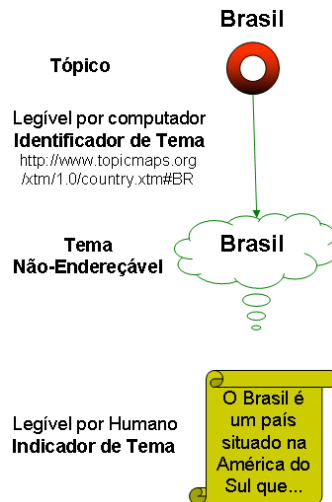 Brasil
Tópico
Legível por computador
Identificador de Tema
http://www.topicmaps.org
/xtm/1.0/country.xtm#BR
Tema
Não-Endereçável
Brasil
Legível por Humano
Indicador de Tema
O Brasil é
um país
situado na
América do
Sul que...